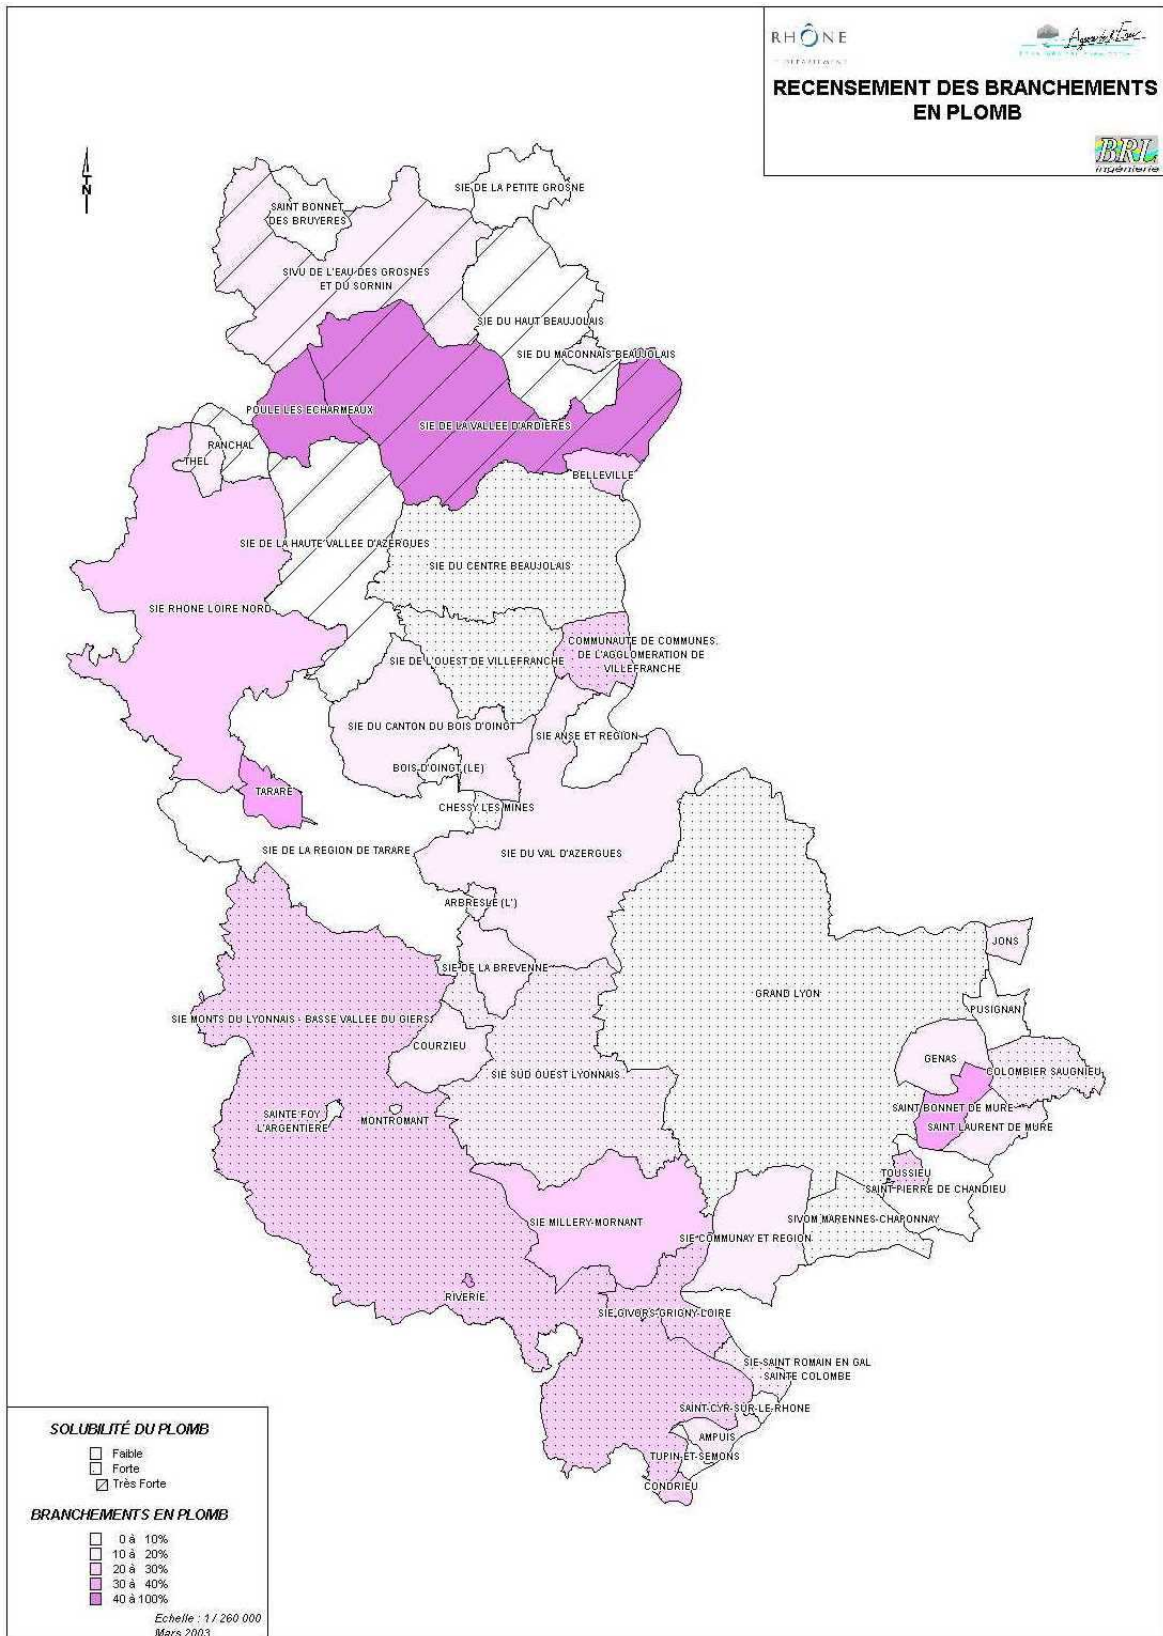 RHÔNE
LE DÉPARTEMENT
Agence de l'Eau
RECENSEMENT DES BRANCHEMENTS
EN PLOMB
BRL
Ingénierie
N
SIE DE LA PETITE GROSNE
SAINT BONNET
DES BRUYERES
SIVU DE L'EAU DES GROSNES
ET DU SORNIN
SIE DU HAUT BEAUJOLAIS
SIE DU MACONNAIS BEAUJOLAIS
POULE LES ECHARMEAUX
SIE DE LA VALLEE D'ARDIERES
RANCHAL
THEL
BELLEVILLE
SIE DE LA HAUTE VALLEE D'AZERGUES
SIE DU CENTRE BEAUJOLAIS
SIE RHONE LOIRE NORD
COMMUNAUTE DE COMMUNES.
DE L'AGGLOMERATION DE
VILLEFRANCHE
SIE DE L'OUEST DE VILLEFRANCHE
SIE DU CANTON DU BOIS D'OINGT
SIE ANSE ET REGION
BOIS D'OINGT (LE)
TARARE
CHESSY LES MINES
SIE DE LA REGION DE TARARE
SIE DU VAL D'AZERGUES
ARBRESLE (L')
JONS
SIE DE LA BREVENNE
GRAND LYON
PUSIGNAN
SIE MONTS DU LYONNAIS - BASSE VALLEE DU GIERS
COURZIEU
GENAS
COLOMBIER SAUGNIEU
SIE SUD OUEST LYONNAIS
SAINT BONNET DE MURE
SAINTE FOY
L'ARGENTIERE
MONTROMANT
SAINT LAURENT DE MURE
TOUSSIEU
SAINT PIERRE DE CHANDIEU
SIE MILLERY-MORNANT
SIVOM MARENNES-CHAPONNAY
SIE COMMUNAY ET REGION
RIVERIE
SIE GIVORS-GRIGNY-LOIRE
SIE-SAINT ROMAIN EN GAL
SAINTE COLOMBE
SAINT-CYR-SUR-LE-RHONE
AMPUIS
TUPIN-ET-SEMONS
CONDRIEU
SOLUBILITÉ DU PLOMB
Faible
Forte
Très Forte
BRANCHEMENTS EN PLOMB
0 à 10%
10 à 20%
20 à 30%
30 à 40%
40 à 100%
Echelle : 1 / 260 000
Mars 2003